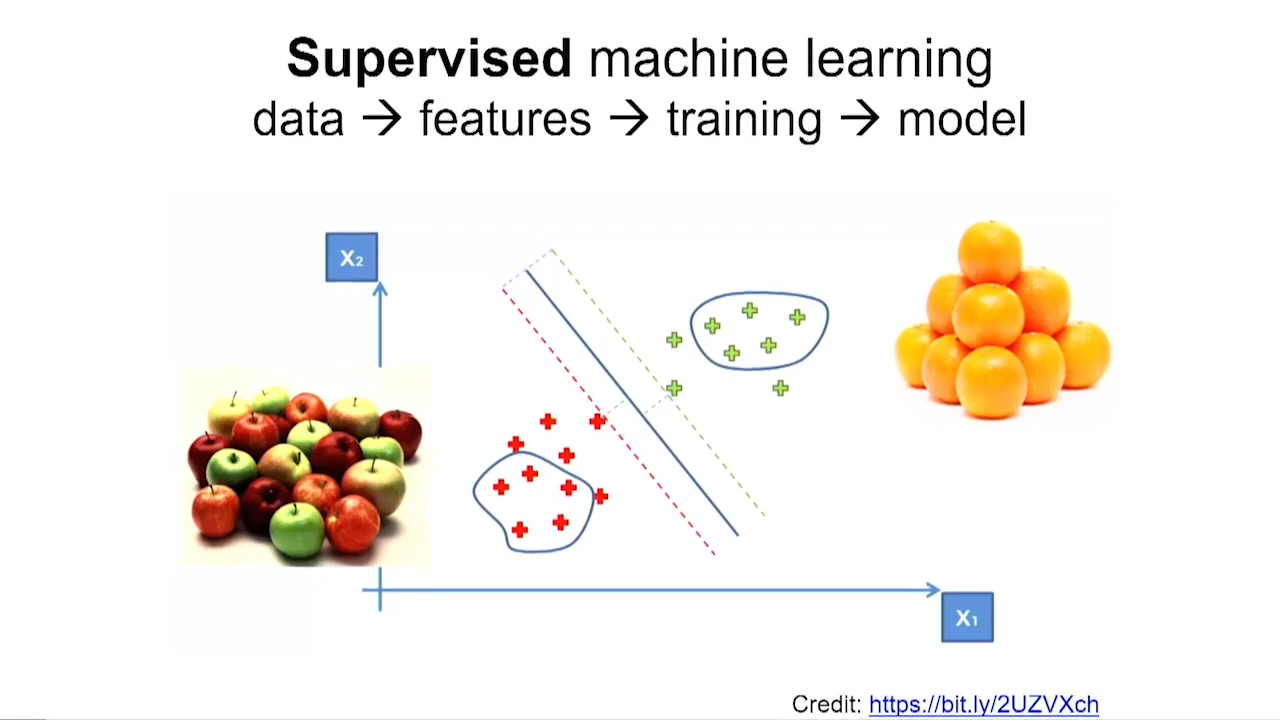 Supervised machine learning
data → features → training → model
X₂
X₁
Credit: https://bit.ly/2UZVXch